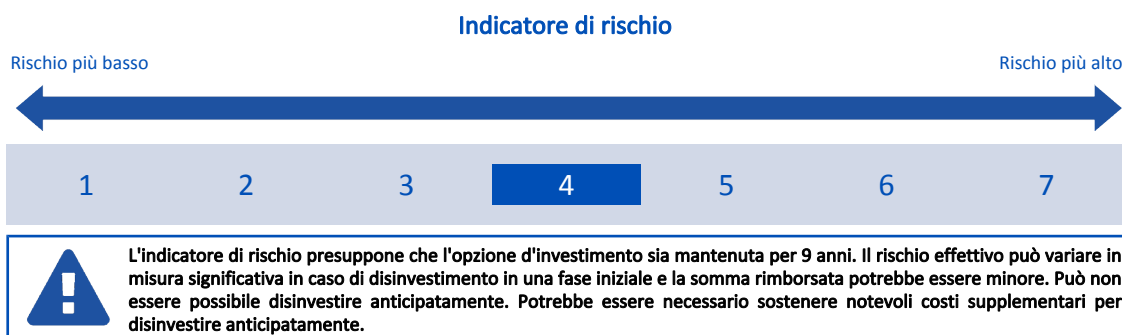 Indicatore di rischio
Rischio più basso
Rischio più alto
1 2 3 4 5 6 7
L'indicatore di rischio presuppone che l'opzione d'investimento sia mantenuta per 9 anni. Il rischio effettivo può variare in
misura significativa in caso di disinvestimento in una fase iniziale e la somma rimborsata potrebbe essere minore. Può non
essere possibile disinvestire anticipatamente. Potrebbe essere necessario sostenere notevoli costi supplementari per
disinvestire anticipatamente.